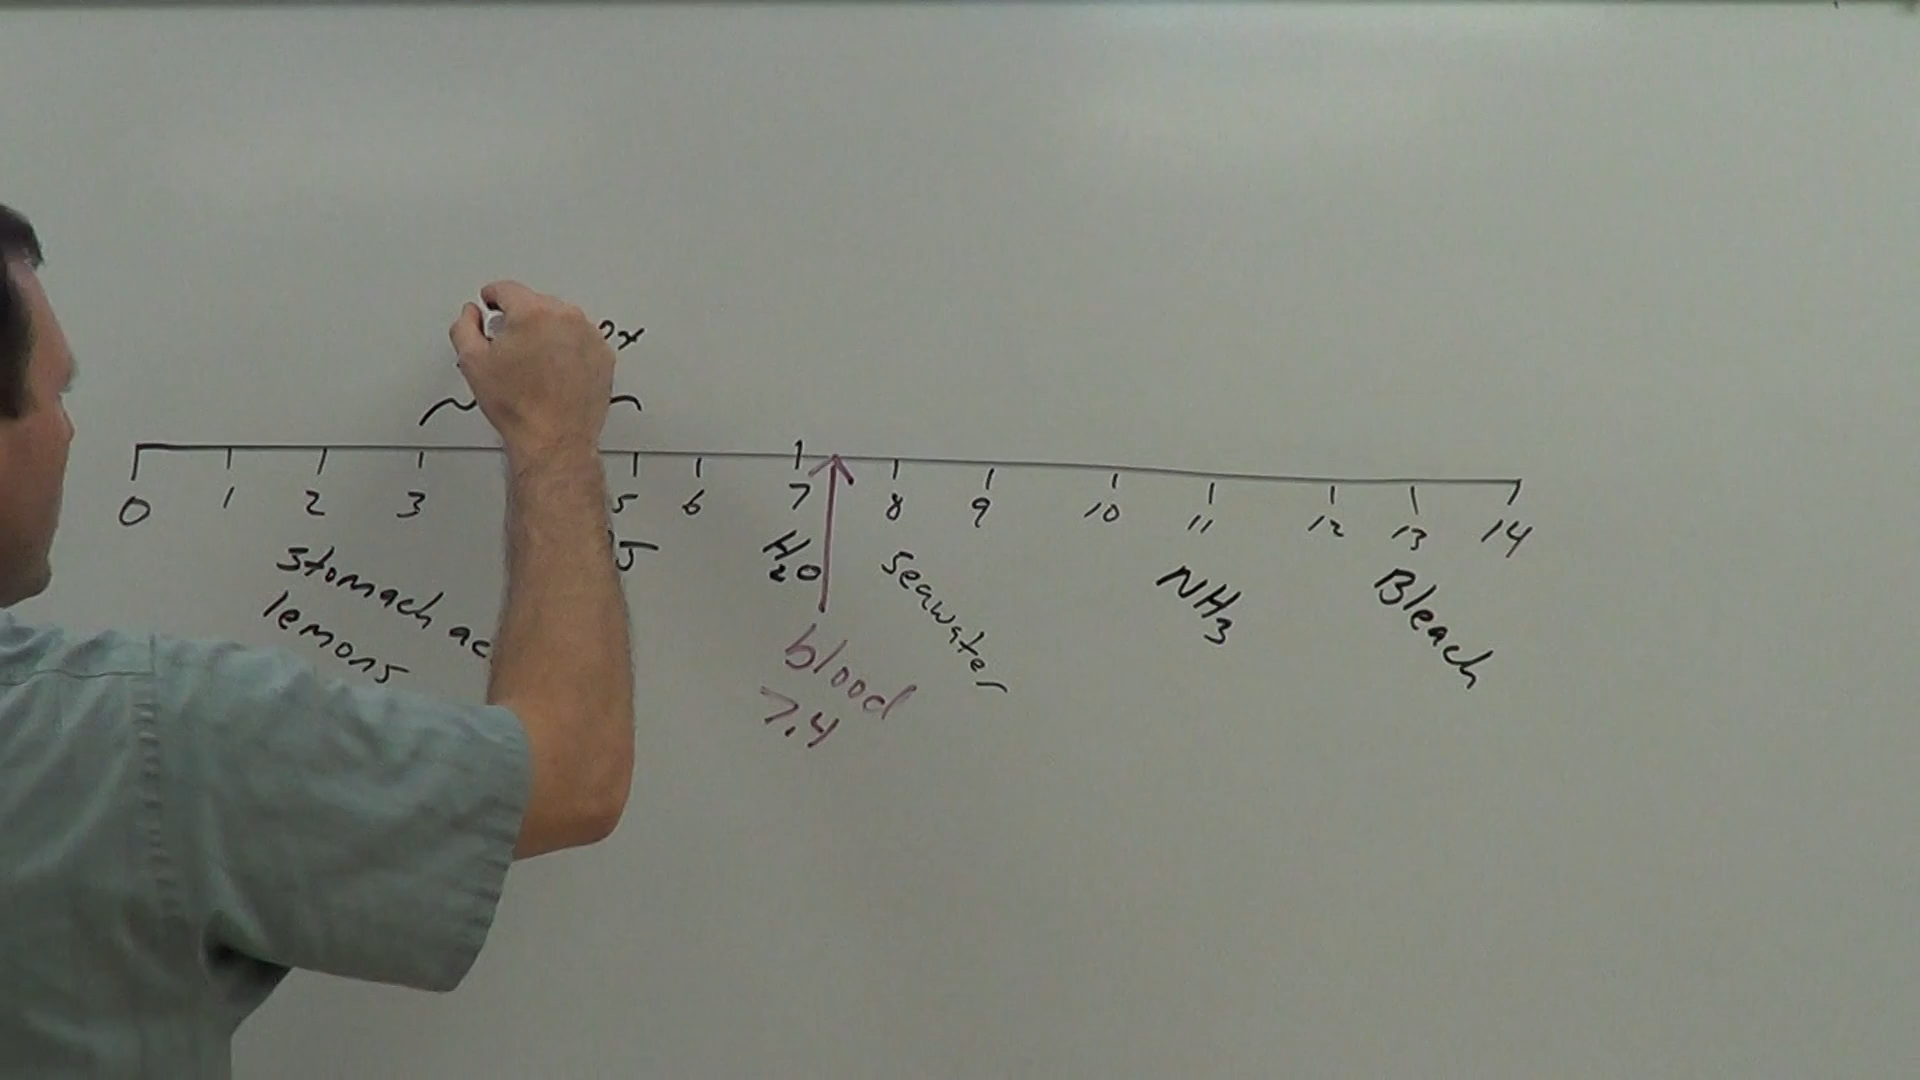 0 1 2 3 5 6 7 8 9 10 11 12 13 14
stomach
lemons
H2O
blood
7.4
seawater
NH3
Bleach